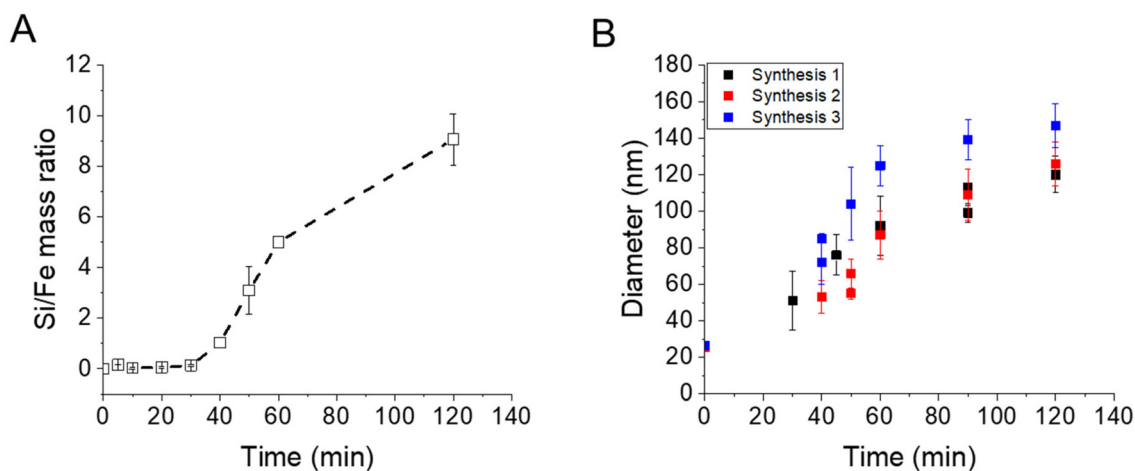 A
12
10
8
6
4
2
0
Si/Fe mass ratio
0 20 40 60 80 100 120 140
Time (min)
B
180
160
140
120
100
80
60
40
20
0
Diameter (nm)
Synthesis 1
Synthesis 2
Synthesis 3
0 20 40 60 80 100 120 140
Time (min)